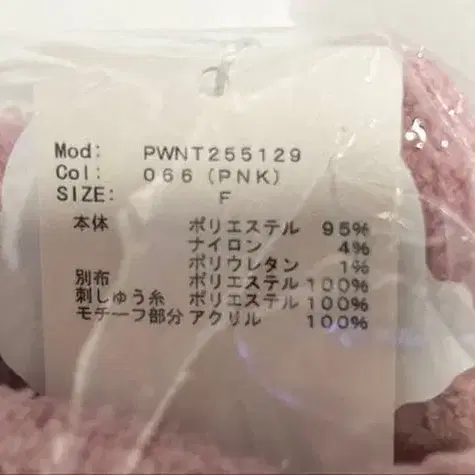 Mod: PWNT255129
Col: 066(PNK)
SIZE: F
本体 ポリエステル 95%
ナイロン 4%
ポリウレタン 1%
別布 ポリエステル 100%
刺しゅう糸 ポリエステル 100%
モチーフ部分 アクリル 100%